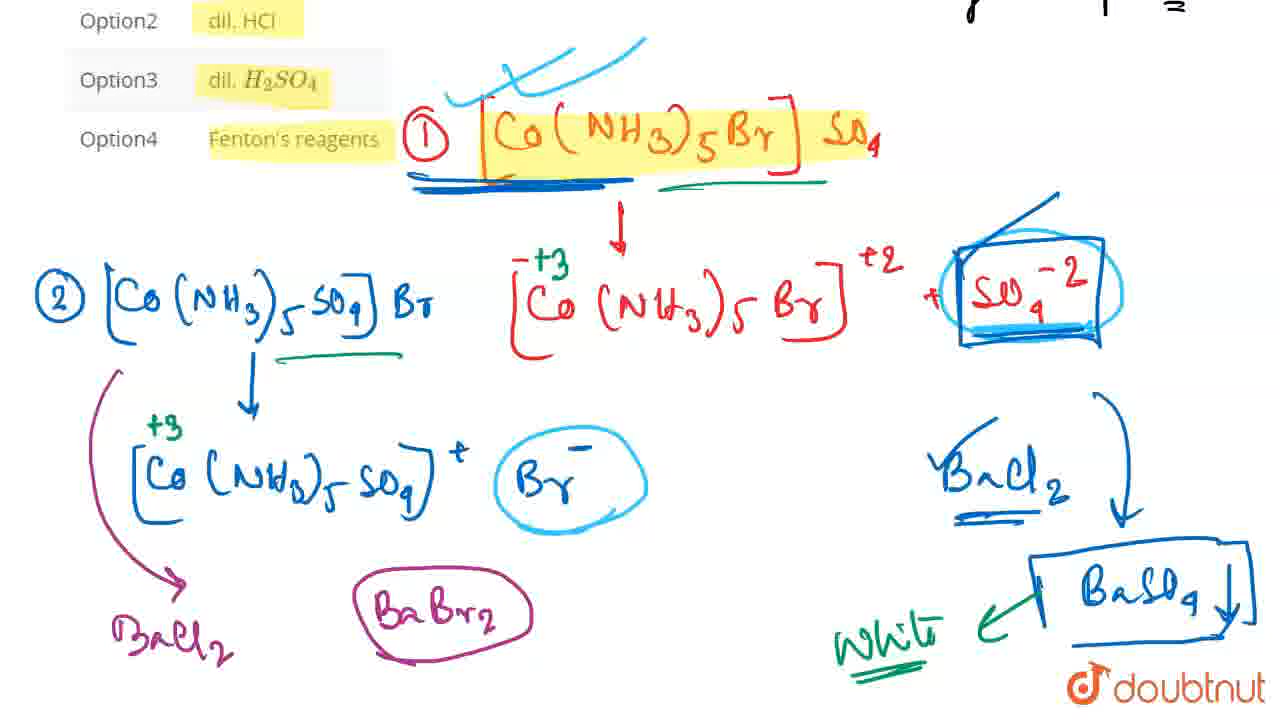 Option2 dil. HCl
Option3 dil. H₂SO₄
Option4 Fenton's reagents
① [Co(NH₃)₅Br] SO₄
② [Co(NH₃)₅SO₄] Br
+3
[Co(NH₃)₅Br]⁺² + SO₄⁻²
+3
[Co(NH₃)₅SO₄]⁺ Br⁻
BaCl₂
BaCl₂
BaBr₂
BaSO₄↓
White
doubtnut